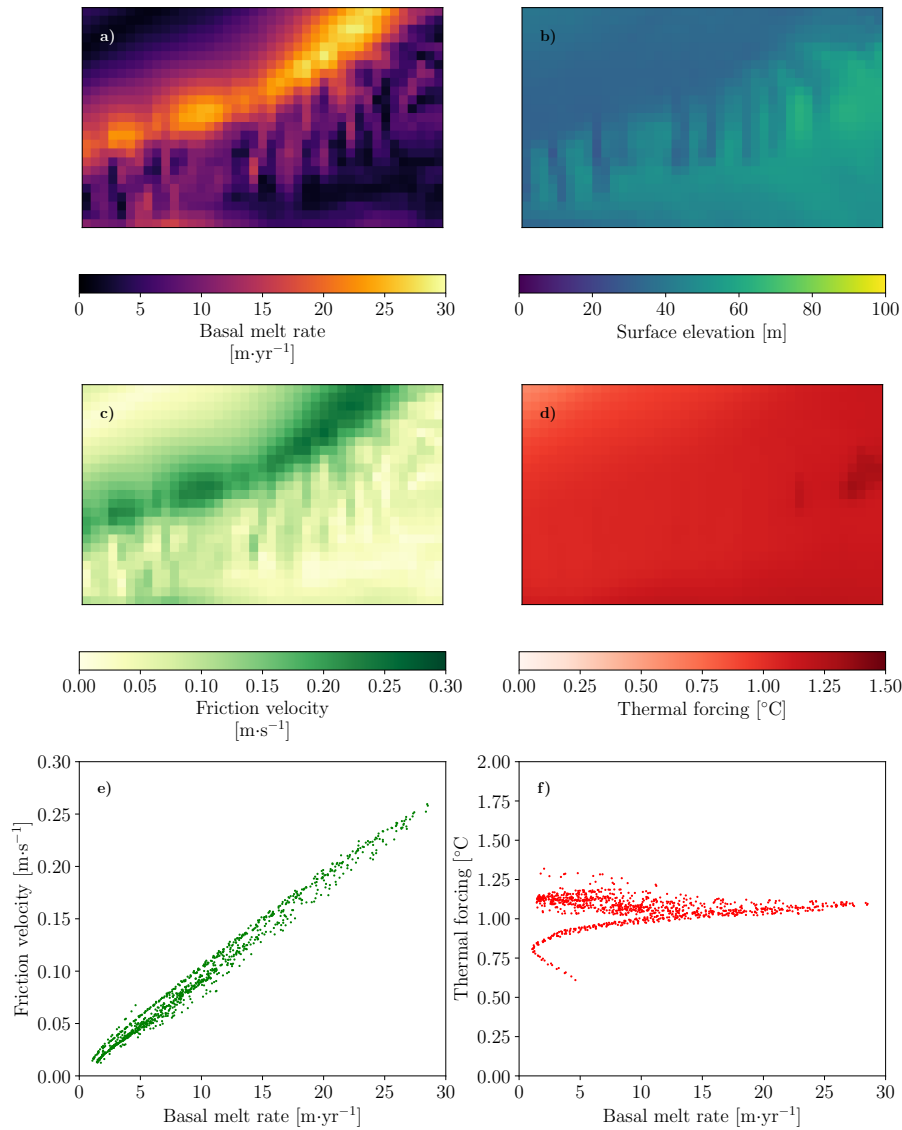 a)
b)
0 5 10 15 20 25 30
Basal melt rate
[m·yr⁻¹]
0 20 40 60 80 100
Surface elevation [m]
c)
d)
0.00 0.05 0.10 0.15 0.20 0.25 0.30
Friction velocity
[m·s⁻¹]
0.00 0.25 0.50 0.75 1.00 1.25 1.50
Thermal forcing [°C]
e)
0.30
0.25
0.20
0.15
0.10
0.05
0.00
Friction velocity [m·s⁻¹]
5 10 15 20 25 30
Basal melt rate [m·yr⁻¹]
f)
2.00
1.75
1.50
1.25
1.00
0.75
0.50
0.25
0.00
Thermal forcing [°C
5 10 15 20 25 30
Basal melt rate [m·yr⁻¹]